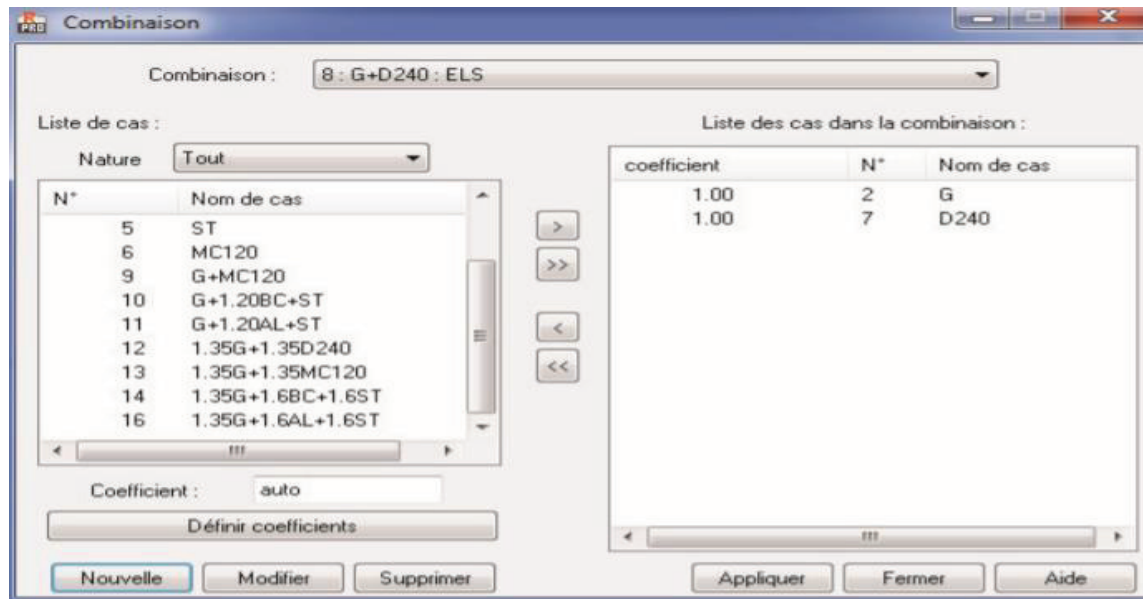 PRO Combinaison
Combinaison : 8 : G+D240 : ELS
Liste de cas :
Nature Tout
N° Nom de cas
5 ST
6 MC120
9 G+MC120
10 G+1.20BC+ST
11 G+1.20AL+ST
12 1.35G+1.35D240
13 1.35G+1.35MC120
14 1.35G+1.6BC+1.6ST
16 1.35G+1.6AL+1.6ST
Coefficient : auto
Définir coefficients
Nouvelle Modifier Supprimer
> 
>>
<
<<
Liste des cas dans la combinaison :
coefficient N° Nom de cas
1.00 2 G
1.00 7 D240
Appliquer Fermer Aide